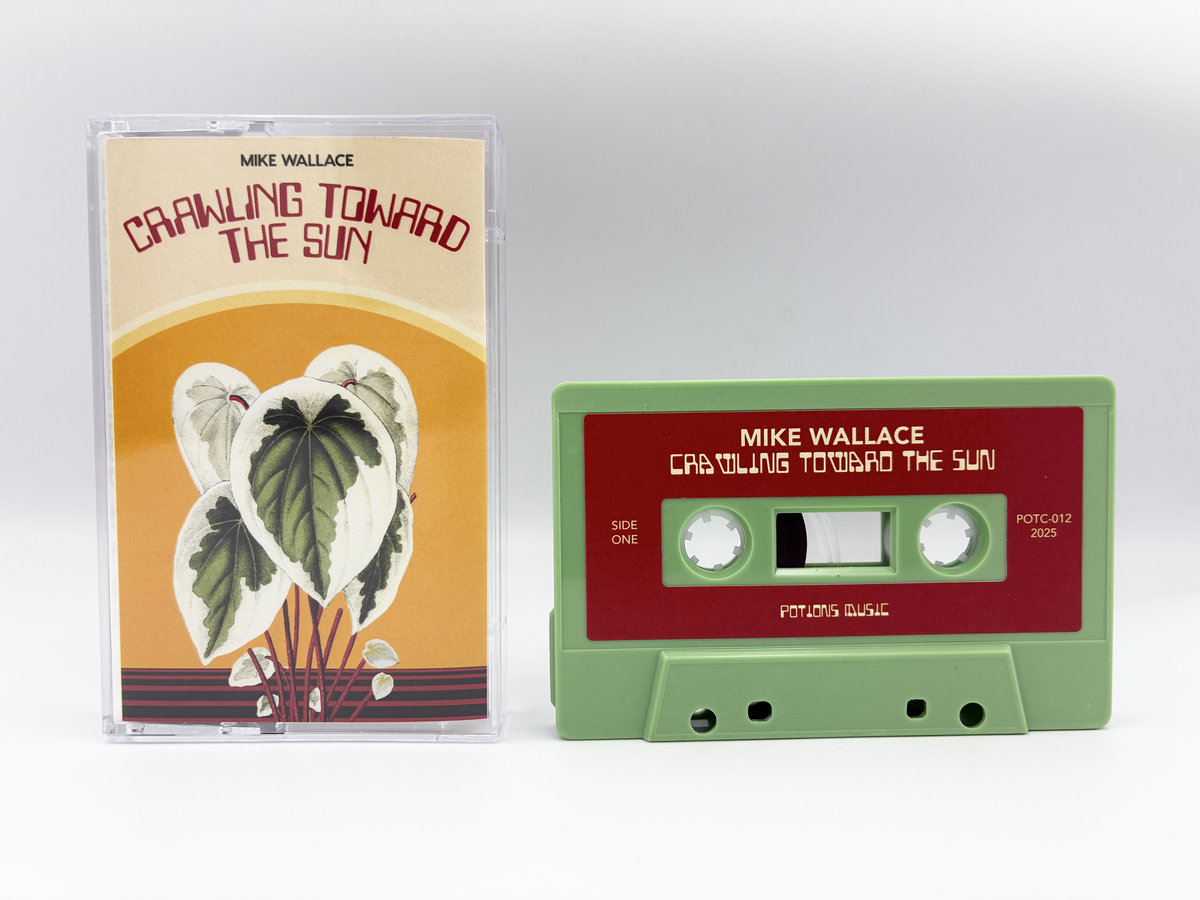 MIKE WALLACE
CRAWLING TOWARD
THE SUN
MIKE WALLACE
CRAWLING TOWARD THE SUN
SIDE
ONE
POTC-012
2025
POTIONS MUSIC